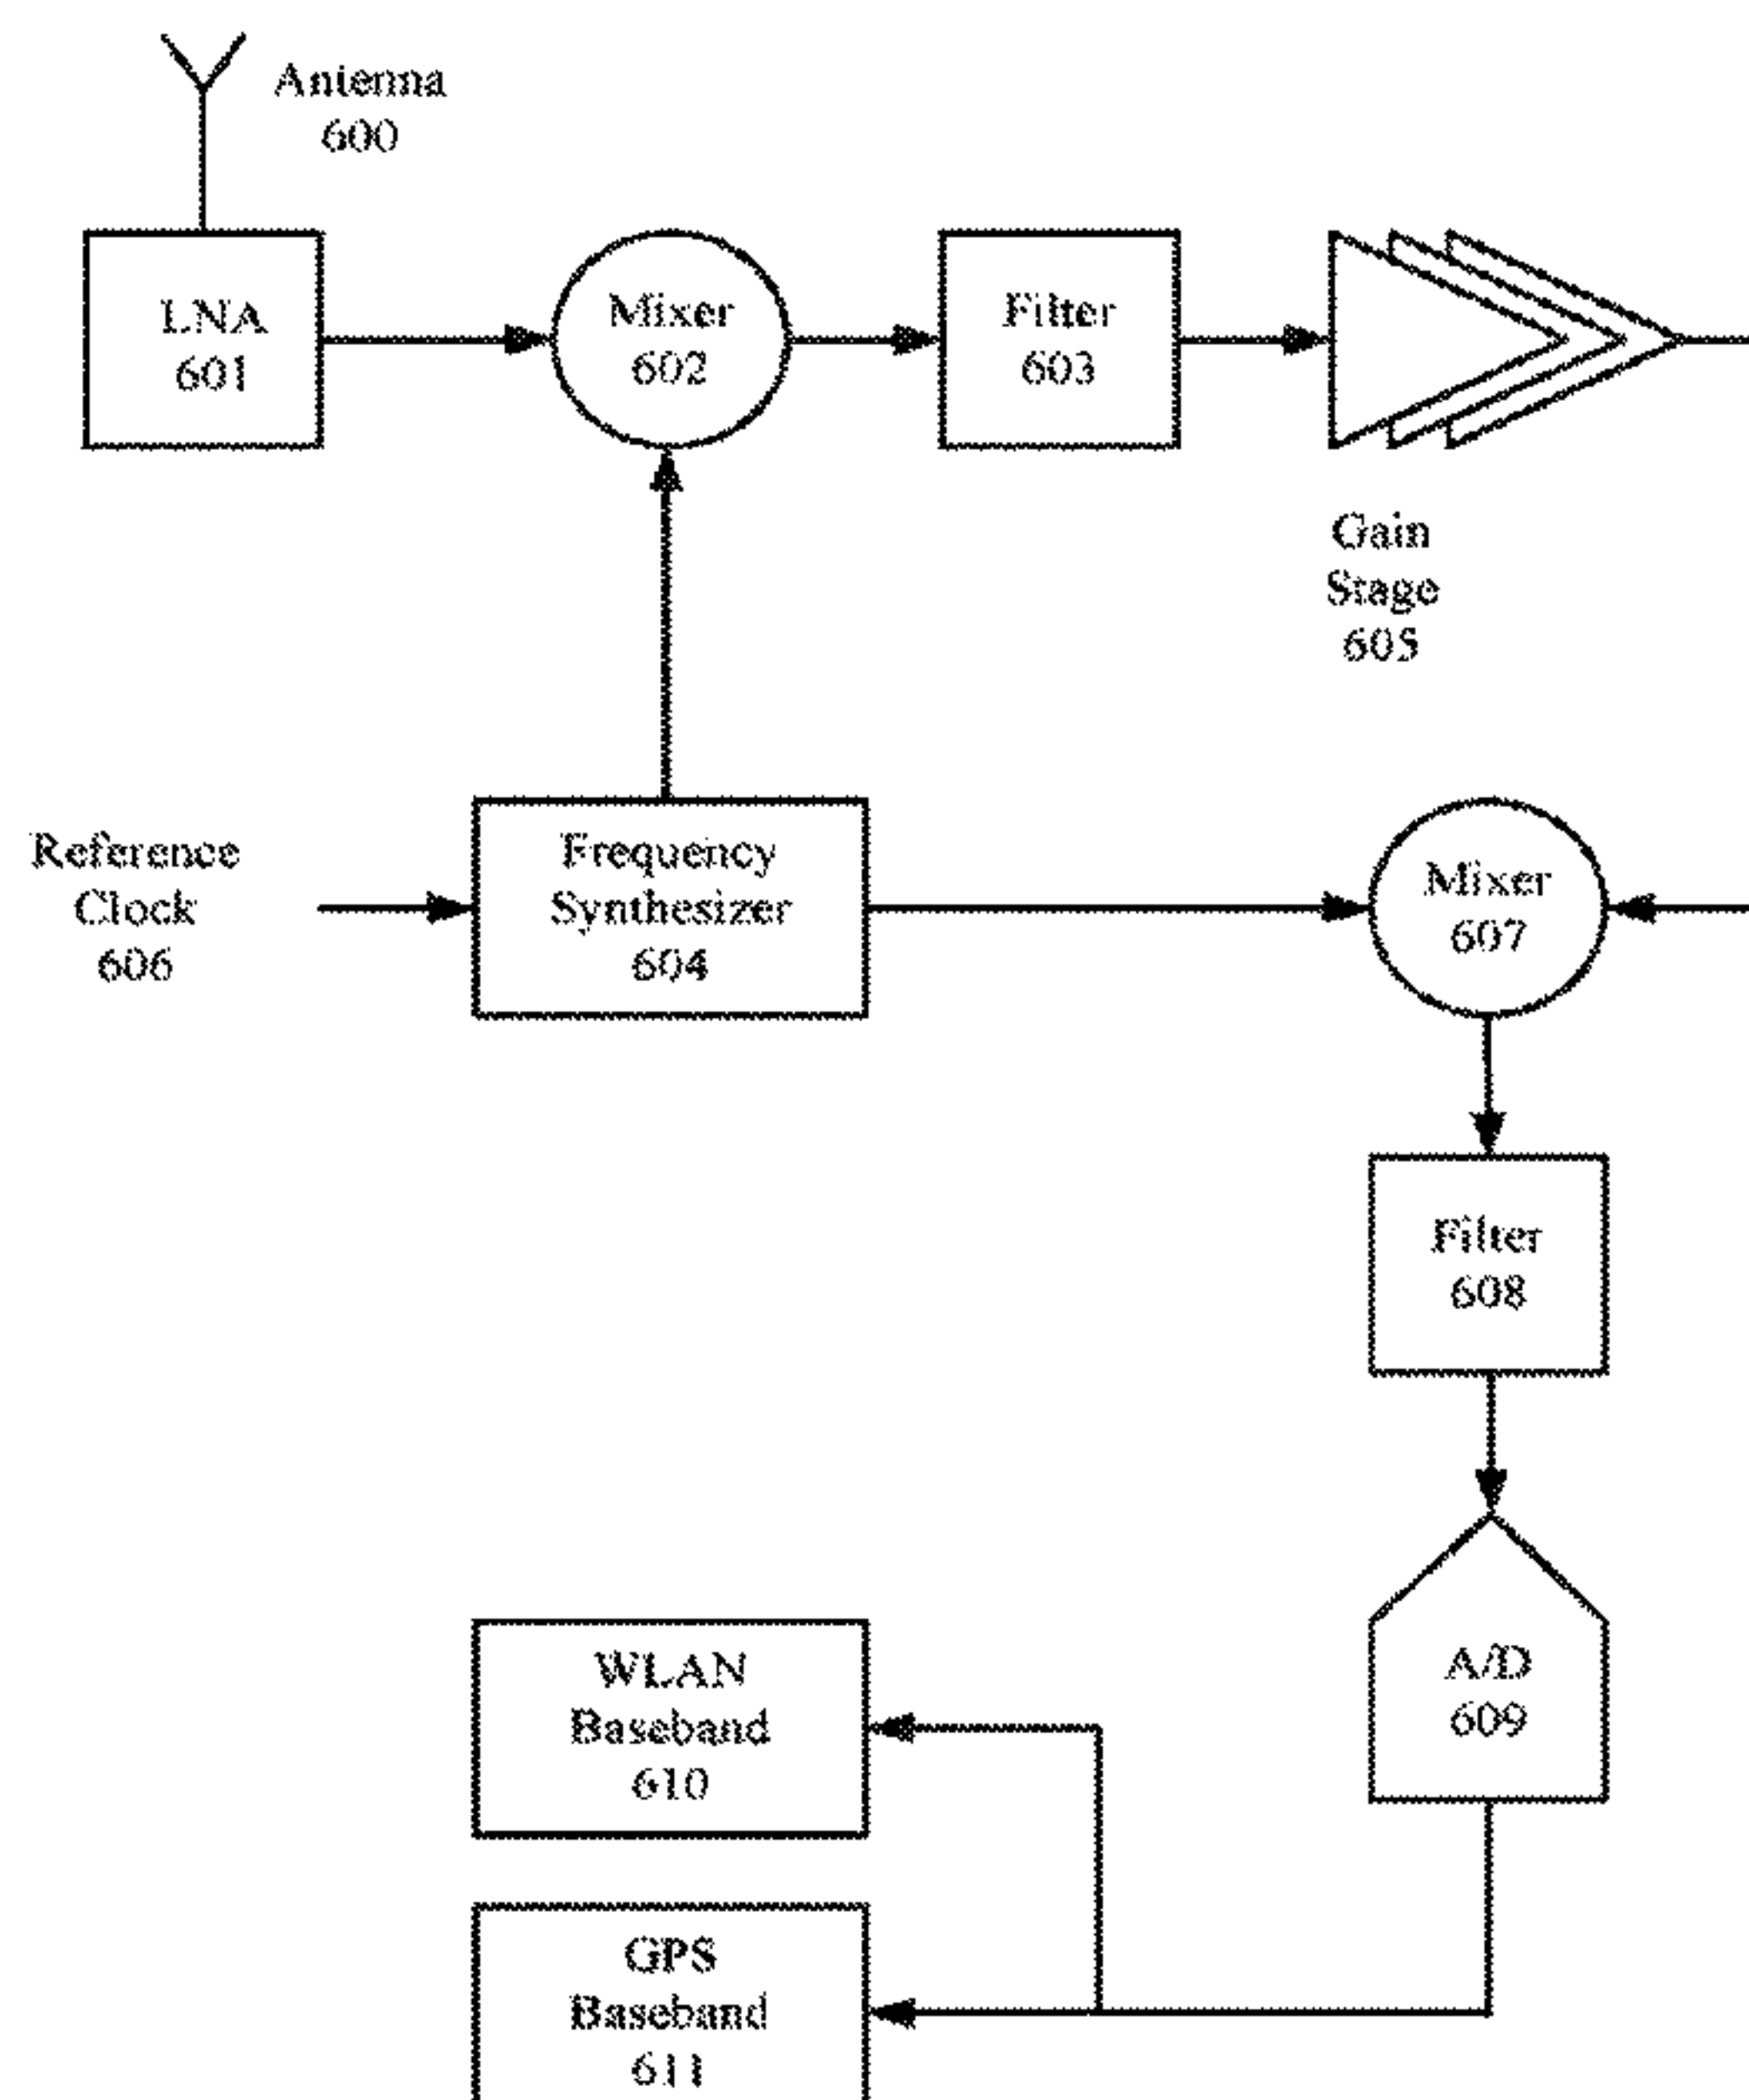 Antenna
600
LNA
601
Mixer
602
Filter
603
Gain
Stage
605
Reference
Clock
606
Frequency
Synthesizer
604
Mixer
607
Filter
608
A/D
609
WLAN
Baseband
610
GPS
Baseband
611